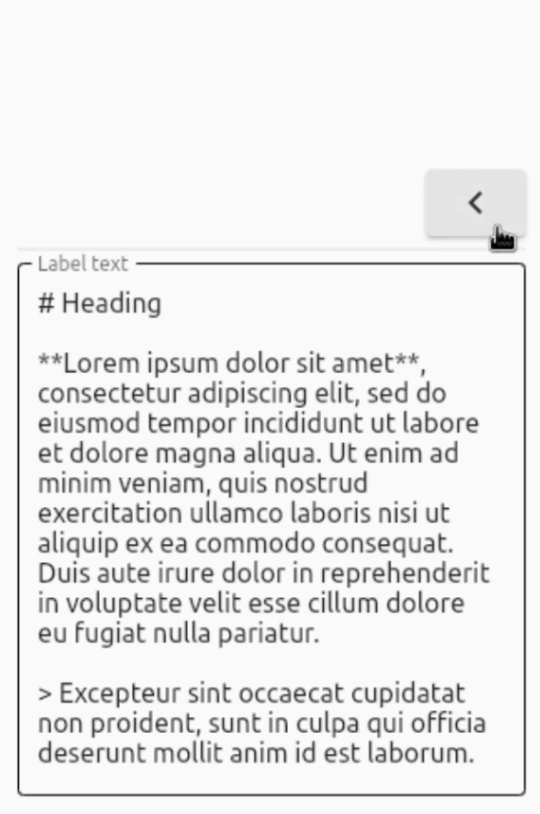 Label text
# Heading
**Lorem ipsum dolor sit amet**,
consectetur adipiscing elit, sed do
eiusmod tempor incididunt ut labore
et dolore magna aliqua. Ut enim ad
minim veniam, quis nostrud
exercitation ullamco laboris nisi ut
aliquip ex ea commodo consequat.
Duis aute irure dolor in reprehenderit
in voluptate velit esse cillum dolore
eu fugiat nulla pariatur.
> Excepteur sint occaecat cupidatat
non proident, sunt in culpa qui officia
deserunt mollit anim id est laborum.